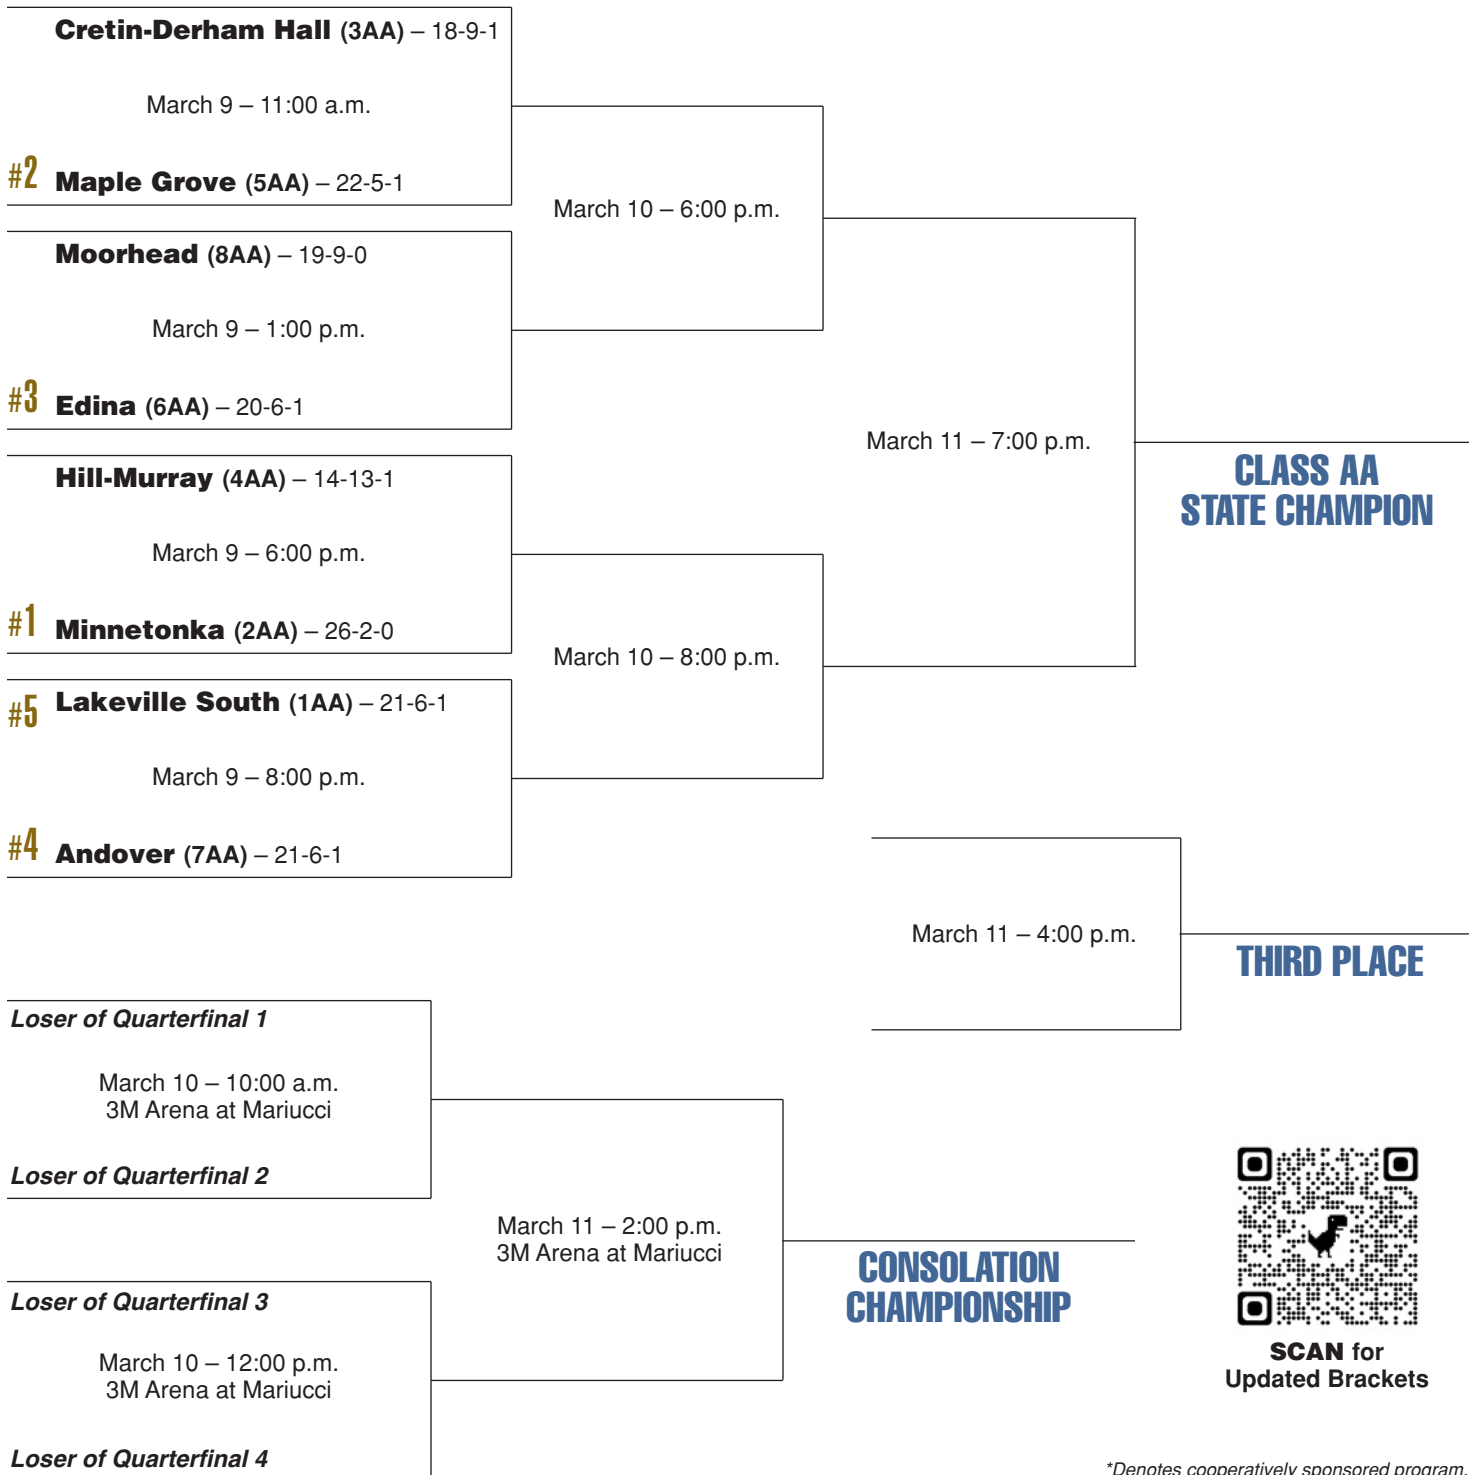 Cretin-Derham Hall (3AA) – 18-9-1
March 9 – 11:00 a.m.
#2 Maple Grove (5AA) – 22-5-1
March 10 – 6:00 p.m.
Moorhead (8AA) – 19-9-0
March 9 – 1:00 p.m.
#3 Edina (6AA) – 20-6-1
March 11 – 7:00 p.m.
CLASS AA
STATE CHAMPION
Hill-Murray (4AA) – 14-13-1
March 9 – 6:00 p.m.
#1 Minnetonka (2AA) – 26-2-0
March 10 – 8:00 p.m.
#5 Lakeville South (1AA) – 21-6-1
March 9 – 8:00 p.m.
#4 Andover (7AA) – 21-6-1
March 11 – 4:00 p.m.
THIRD PLACE
Loser of Quarterfinal 1
March 10 – 10:00 a.m.
3M Arena at Mariucci
Loser of Quarterfinal 2
March 11 – 2:00 p.m.
3M Arena at Mariucci
CONSOLATION
CHAMPIONSHIP
Loser of Quarterfinal 3
March 10 – 12:00 p.m.
3M Arena at Mariucci
Loser of Quarterfinal 4
SCAN for
Updated Brackets
*Denotes cooperatively sponsored program.